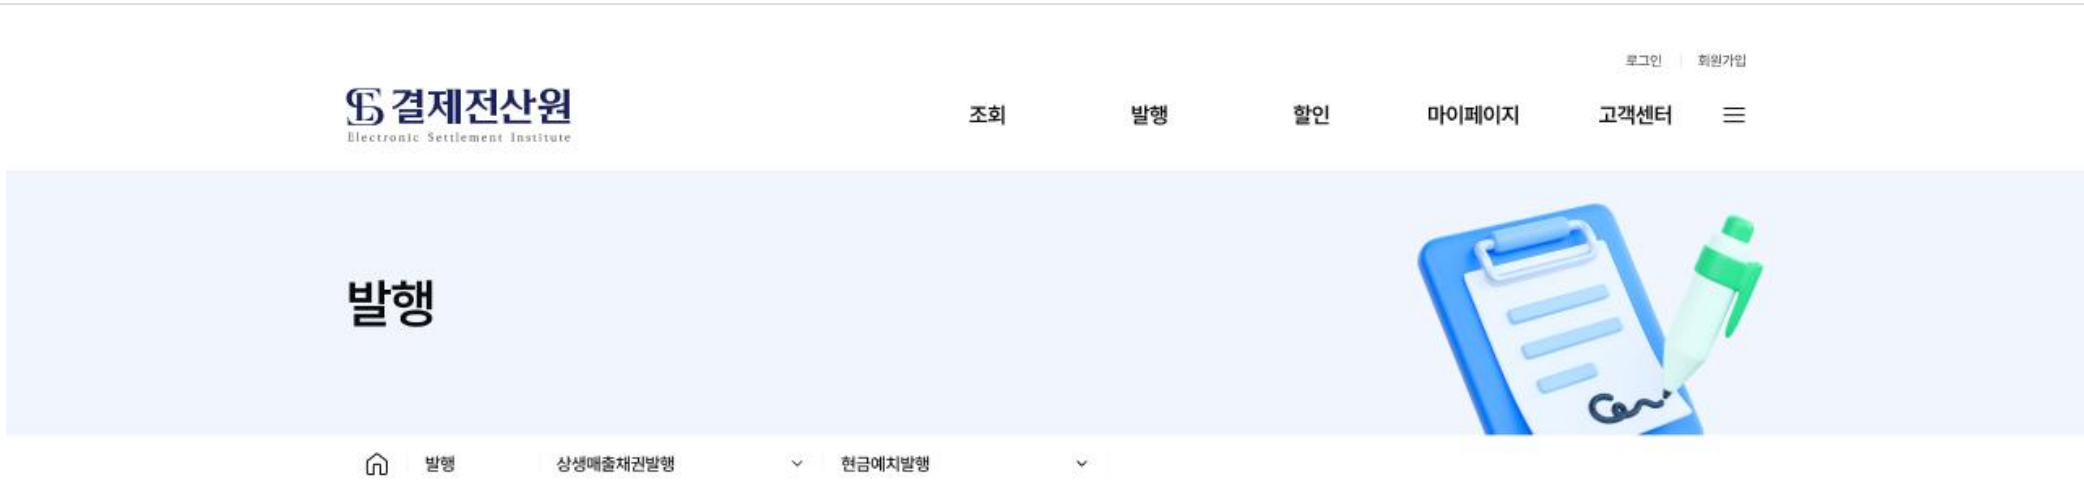 로그인 회원가입
결제전산원
Electronic Settlement Institute
조회 발행 할인 마이페이지 고객센터
발행
발행 상생매출채권발행 현금예치발행